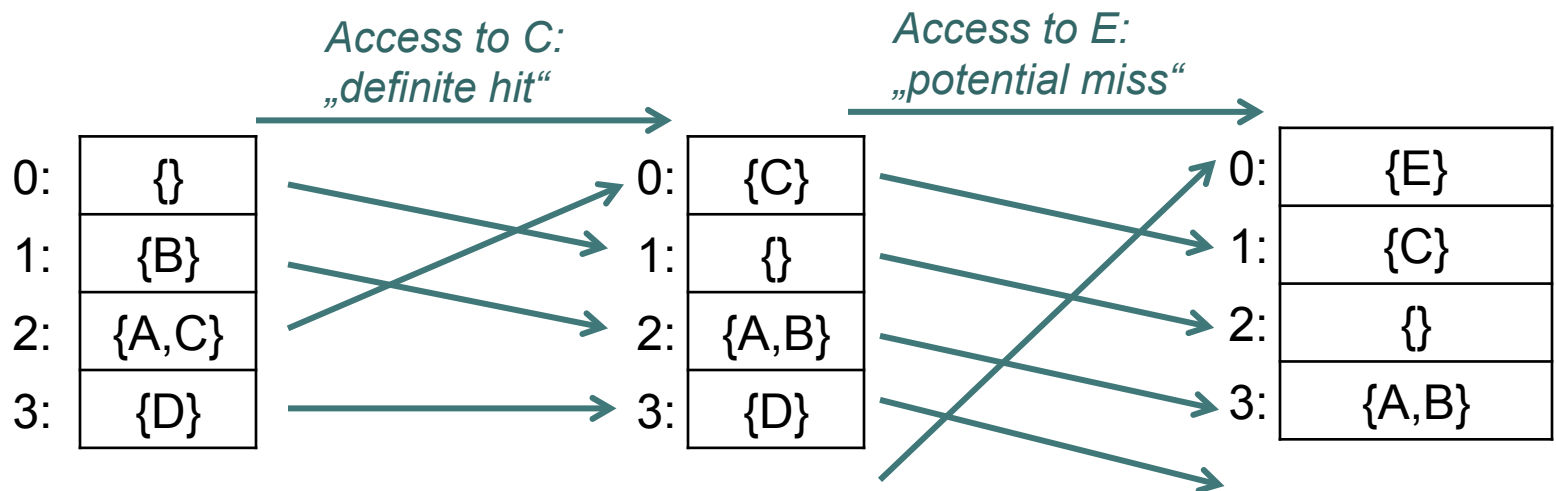 Access to C:
„definite hit“
Access to E:
„potential miss“
0: {} 0: {C} 0: {E}
1: {B} 1: {} 1: {C}
2: {A,C} 2: {A,B} 2: {}
3: {D} 3: {D} 3: {A,B}